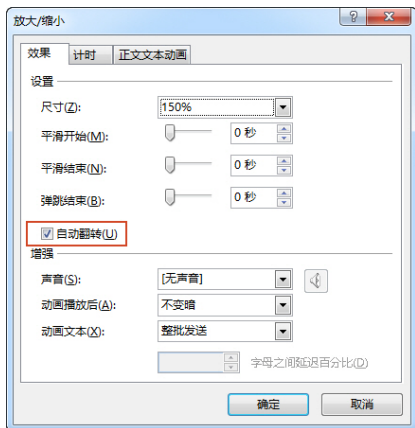 放大/缩小
效果 计时 正文文本动画
设置
尺寸(Z): 150%
平滑开始(M): 0 秒
平滑结束(N): 0 秒
弹跳结束(B): 0 秒
自动翻转(U)
增强
声音(S): [无声音]
动画播放后(A): 不变暗
动画文本(X): 整批发送
字母之间延迟百分比(D)
确定 取消